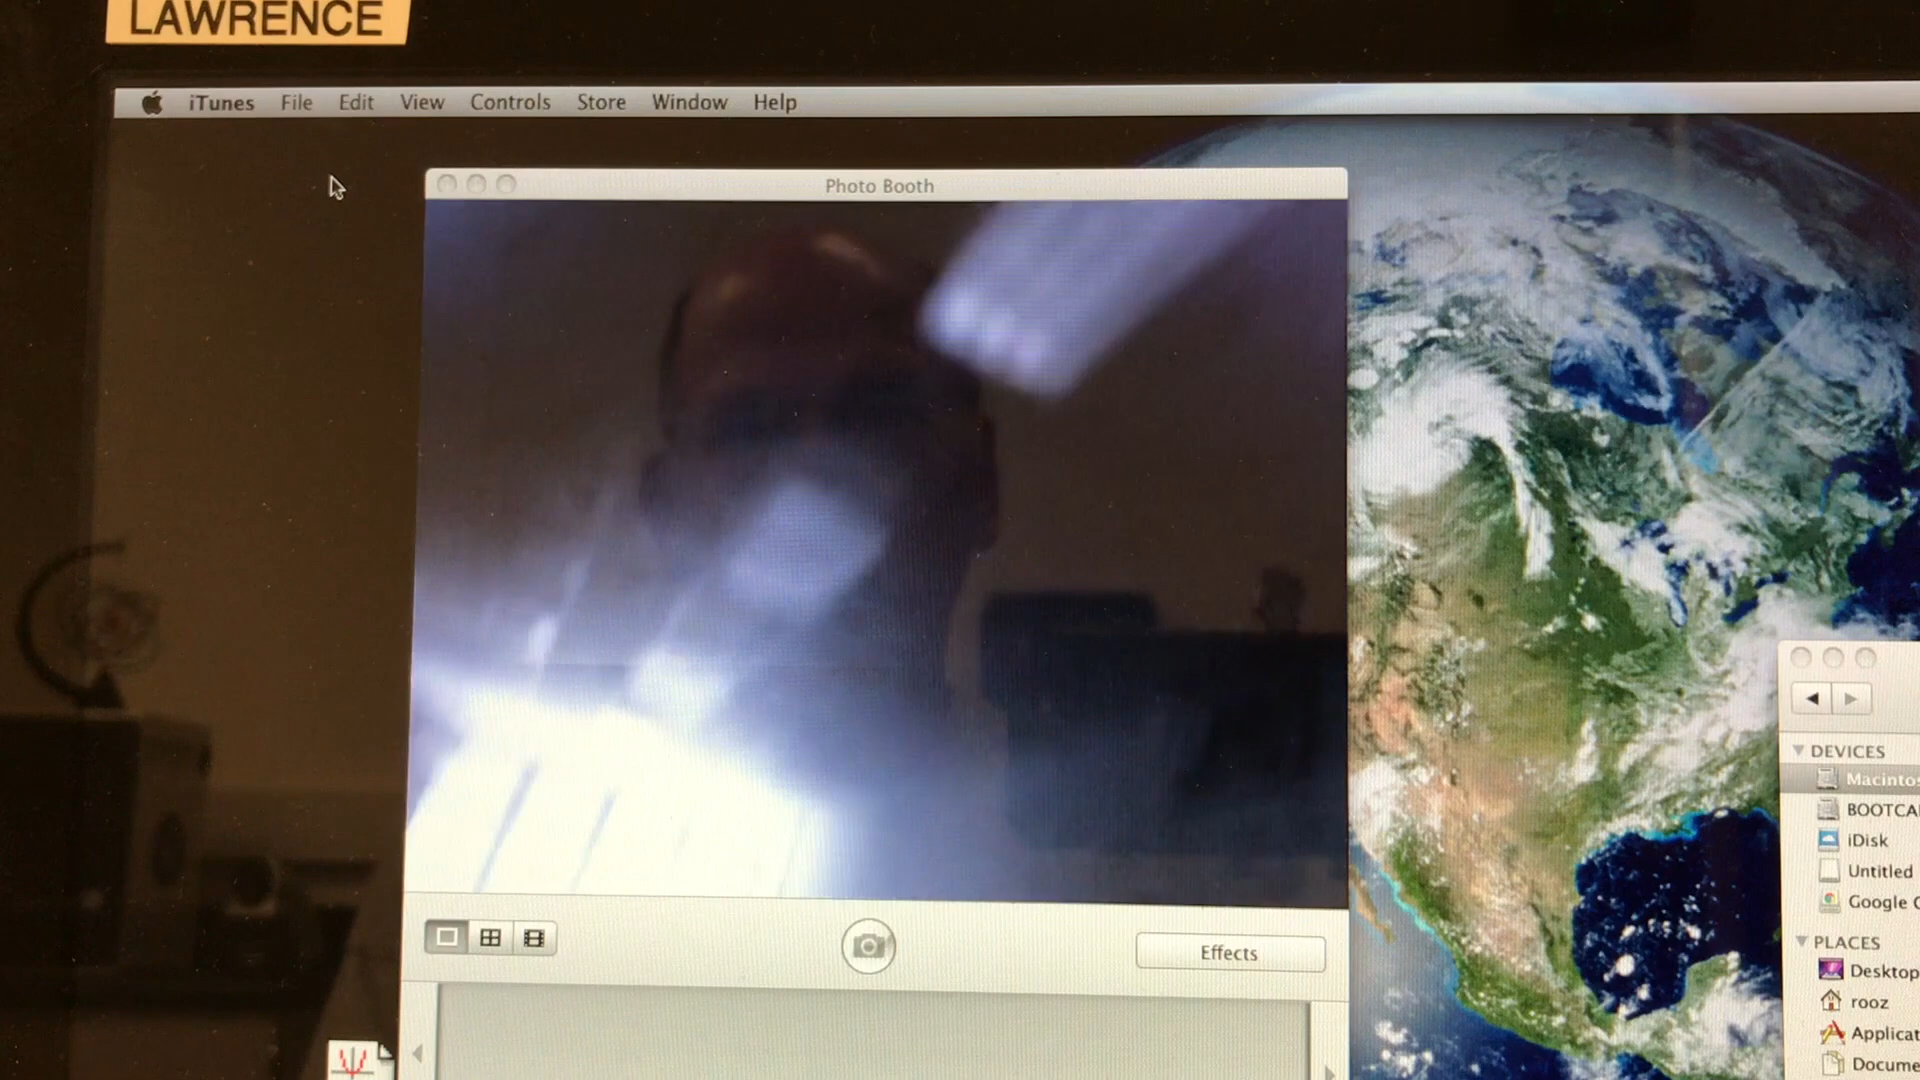 LAWRENCE
iTunes File Edit View Controls Store Window Help
Photo Booth
Effects
DEVICES
Macintos
BOOTCA
iDisk
Untitled
Google C
PLACES
Desktop
rooz
Applicat
Docume